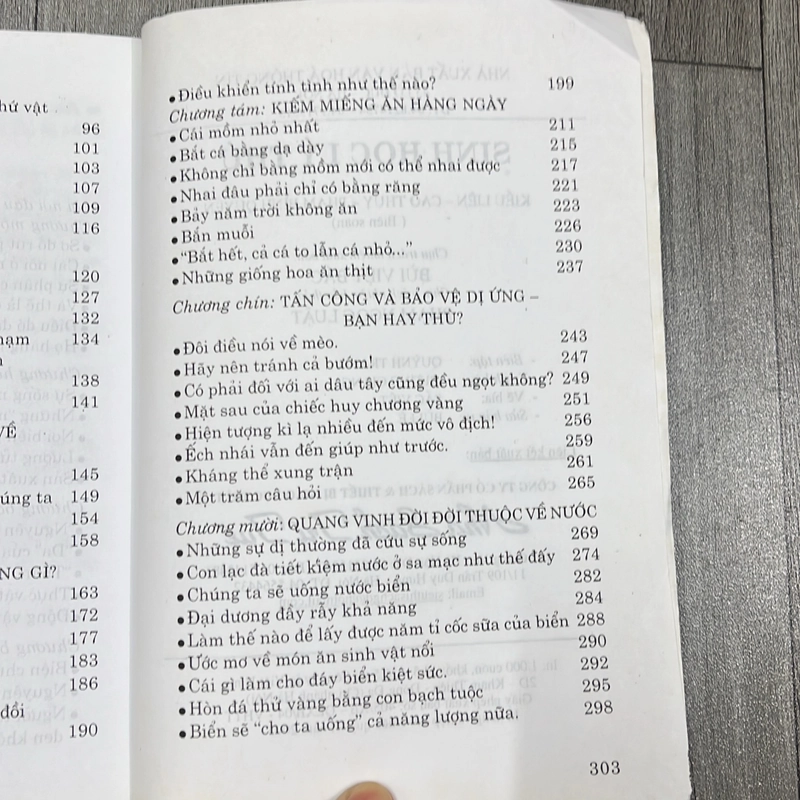 hứ vật
96
101
103
107
109
116
120
127
132
ạm 134
138
141
VỀ
145
úng ta 149
154
158
NG GÌ?
163
172
177
183
186
đổi
190
• Điều khiển tính tình như thế nào? 199
Chương tám: KIẾM MIẾNG ĂN HÀNG NGÀY
• Cái mồm nhỏ nhất 211
• Bắt cá bằng dạ dày 215
• Không chỉ bằng mồm mới có thể nhai được 217
• Nhai đâu phải chỉ có bằng răng 221
• Bảy năm trời không ăn 223
• Bắn muỗi 226
• “Bắt hết, cả cá to lẫn cá nhỏ...” 230
• Những giống hoa ăn thịt 237
Chương chín: TẤN CÔNG VÀ BẢO VỆ DỊ ỨNG –
BẠN HAY THÙ?
• Đôi điều nói về mèo. 243
• Hãy nên tránh cả bướm! 247
• Có phải đối với ai dâu tây cũng đều ngọt không? 249
• Mặt sau của chiếc huy chương vàng 251
• Hiện tượng kì lạ nhiều đến mức vô địch! 256
• Ếch nhái vẫn đến giúp như trước. 259
• Kháng thể xung trận 261
• Một trăm câu hỏi 265
Chương mười: QUANG VINH ĐỜI ĐỜI THUỘC VỀ NƯỚC
• Những sự dị thường đã cứu sự sống 269
• Con lạc đà tiết kiệm nước ở sa mạc như thế đấy 274
• Chúng ta sẽ uống nước biển 282
• Đại dương đầy rẫy khả năng 284
• Làm thế nào để lấy được năm tỉ cốc sữa của biển 288
• Ước mơ về món ăn sinh vật nổi 290
• Cái gì làm cho đáy biển kiệt sức. 292
• Hòn đá thử vàng bằng con bạch tuộc 295
• Biển sẽ “cho ta uống” cả năng lượng nữa. 298
303